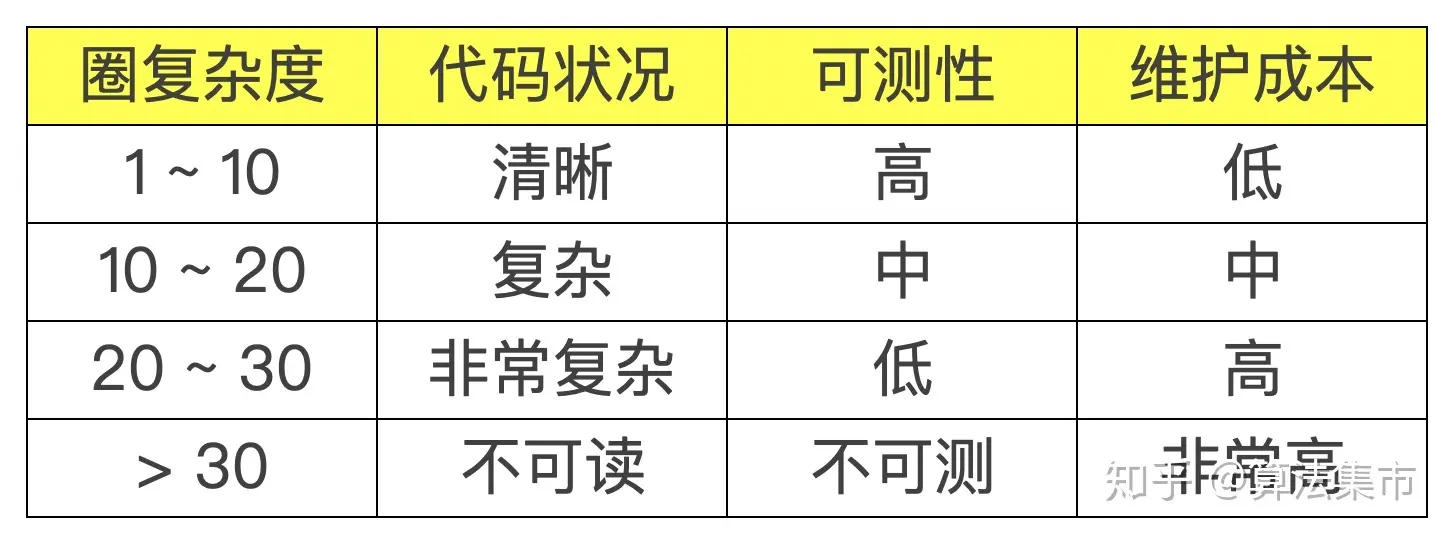 圈复杂度 代码状况 可测性 维护成本
1 ~ 10 清晰 高 低
10 ~ 20 复杂 中 中
20 ~ 30 非常复杂 低 高
> 30 不可读 不可测 非常高
知乎 @算法集市